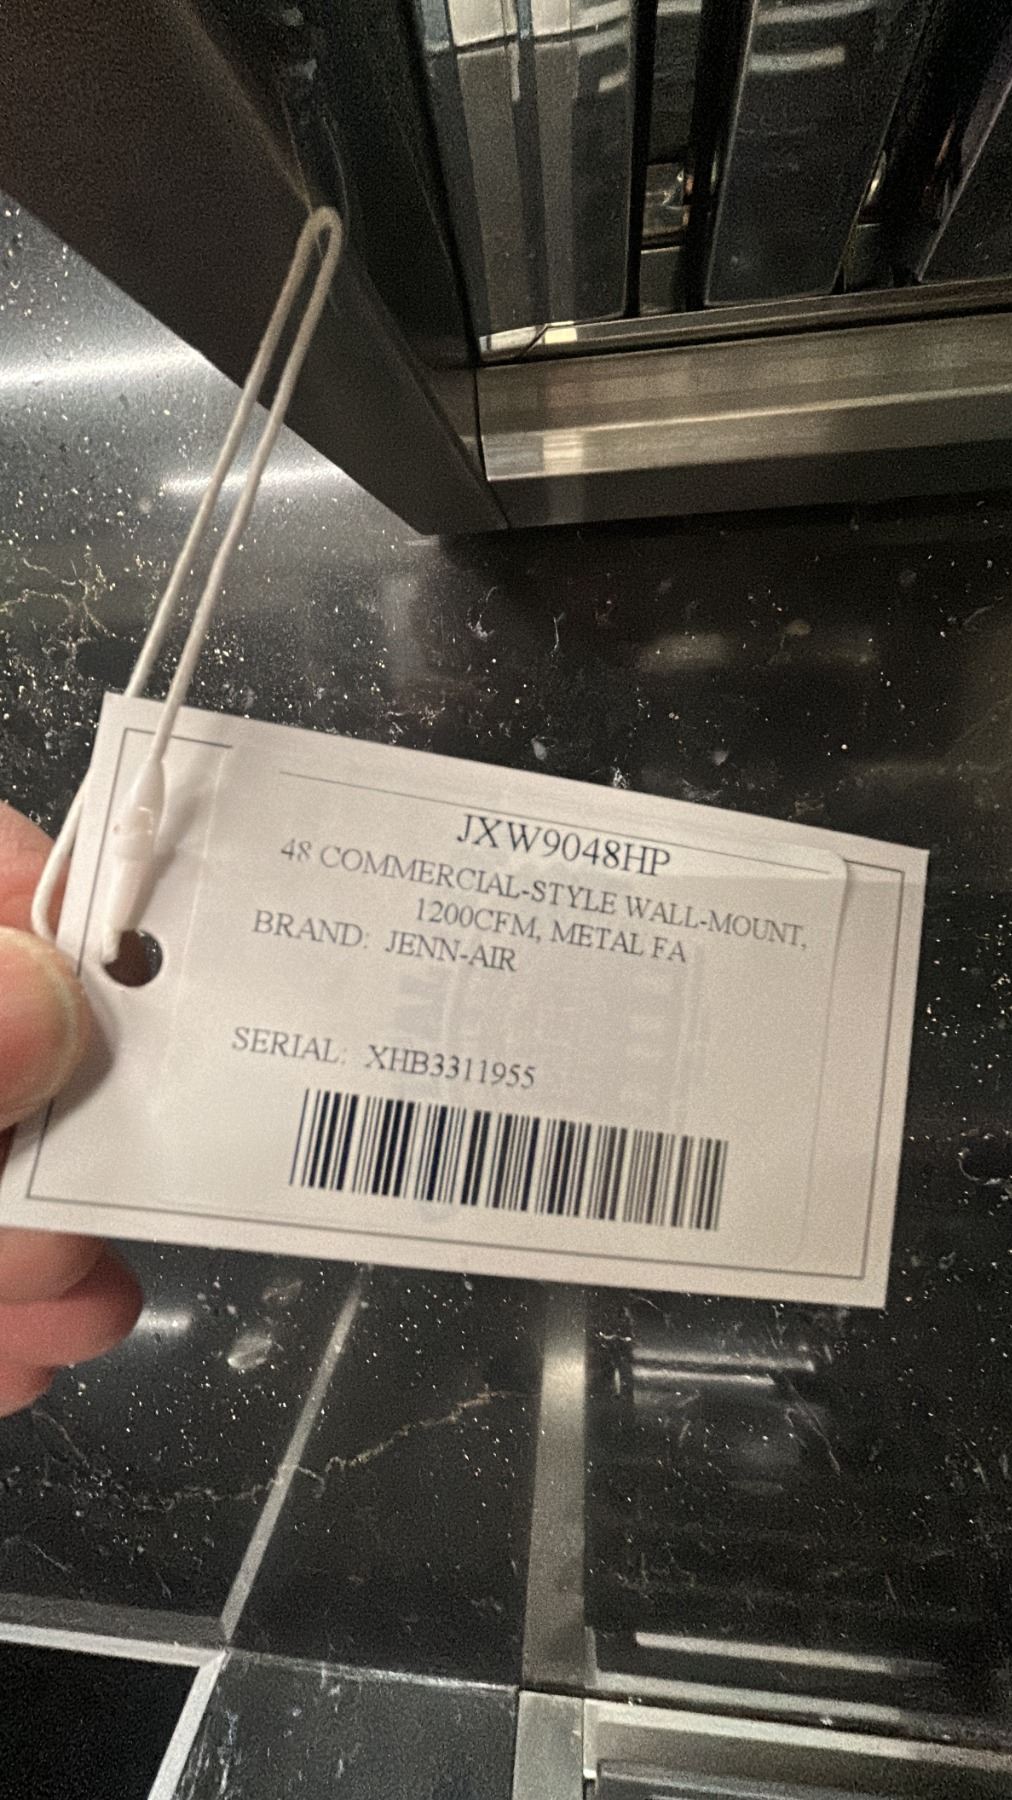 JXW9048HP
48 COMMERCIAL-STYLE WALL-MOUNT,
1200CFM, METAL FA
BRAND: JENN-AIR
SERIAL: XHB3311955